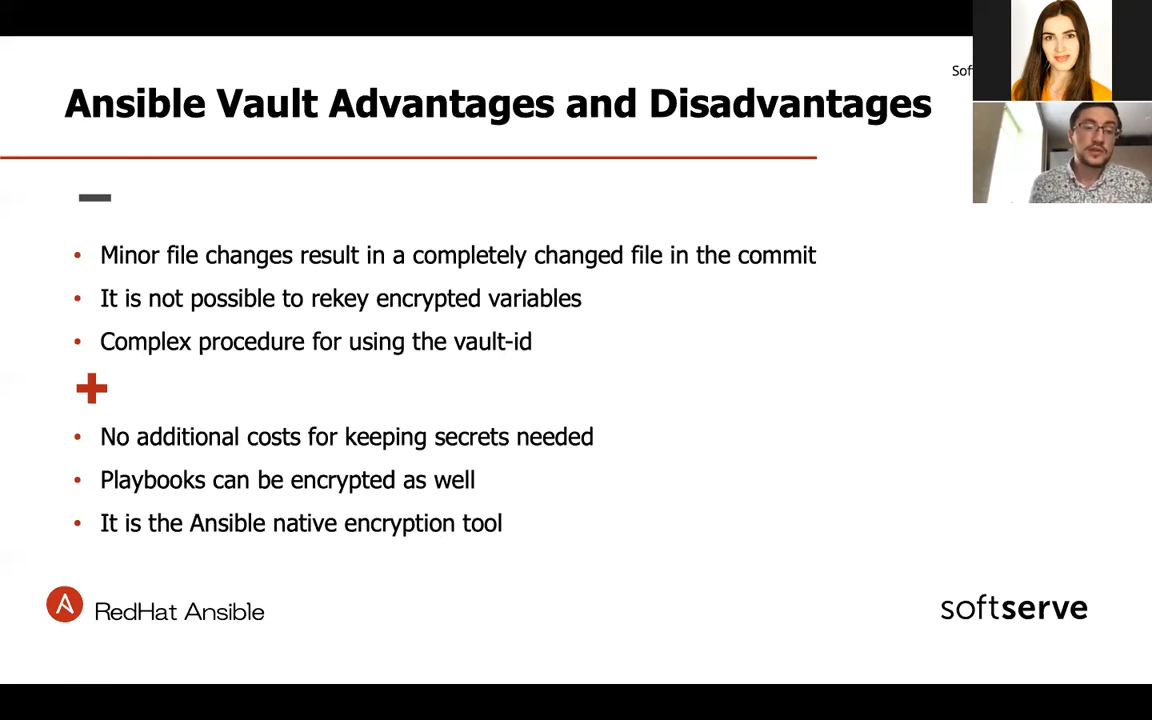 Ansible Vault Advantages and Disadvantages
Minor file changes result in a completely changed file in the commit
It is not possible to rekey encrypted variables
Complex procedure for using the vault-id
No additional costs for keeping secrets needed
Playbooks can be encrypted as well
It is the Ansible native encryption tool
RedHat Ansible
softserve